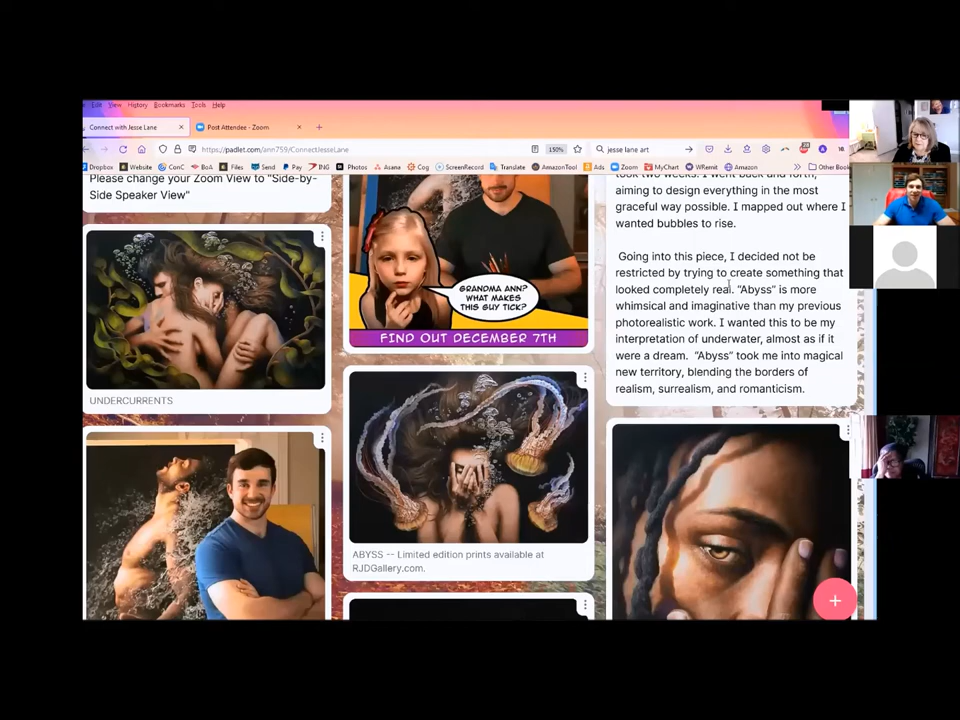 Edit View History Bookmarks Tools Help
Connect with Jesse Lane
Post Attendee - Zoom
https://padlet.com/ann759/ConnectJesseLane
150%
jesse lane art
Dropbox Website ConC BoA Files Send Pay ING Photos Asana Cog ScreenRecord Translate AmazonTool Ads Zoom MyChart WRemit Amazon Other Book
Please change your Zoom View to "Side-by-
Side Speaker View"
UNDERCURRENTS
GRANDMA ANN?
WHAT MAKES
THIS GUY TICK?
FIND OUT DECEMBER 7TH
ABYSS -- Limited edition prints available at
RJDGallery.com.
took two weeks. I went back and forth,
aiming to design everything in the most
graceful way possible. I mapped out where I
wanted bubbles to rise.
Going into this piece, I decided not be
restricted by trying to create something that
looked completely real. “Abyss” is more
whimsical and imaginative than my previous
photorealistic work. I wanted this to be my
interpretation of underwater, almost as if it
were a dream. “Abyss” took me into magical
new territory, blending the borders of
realism, surrealism, and romanticism.